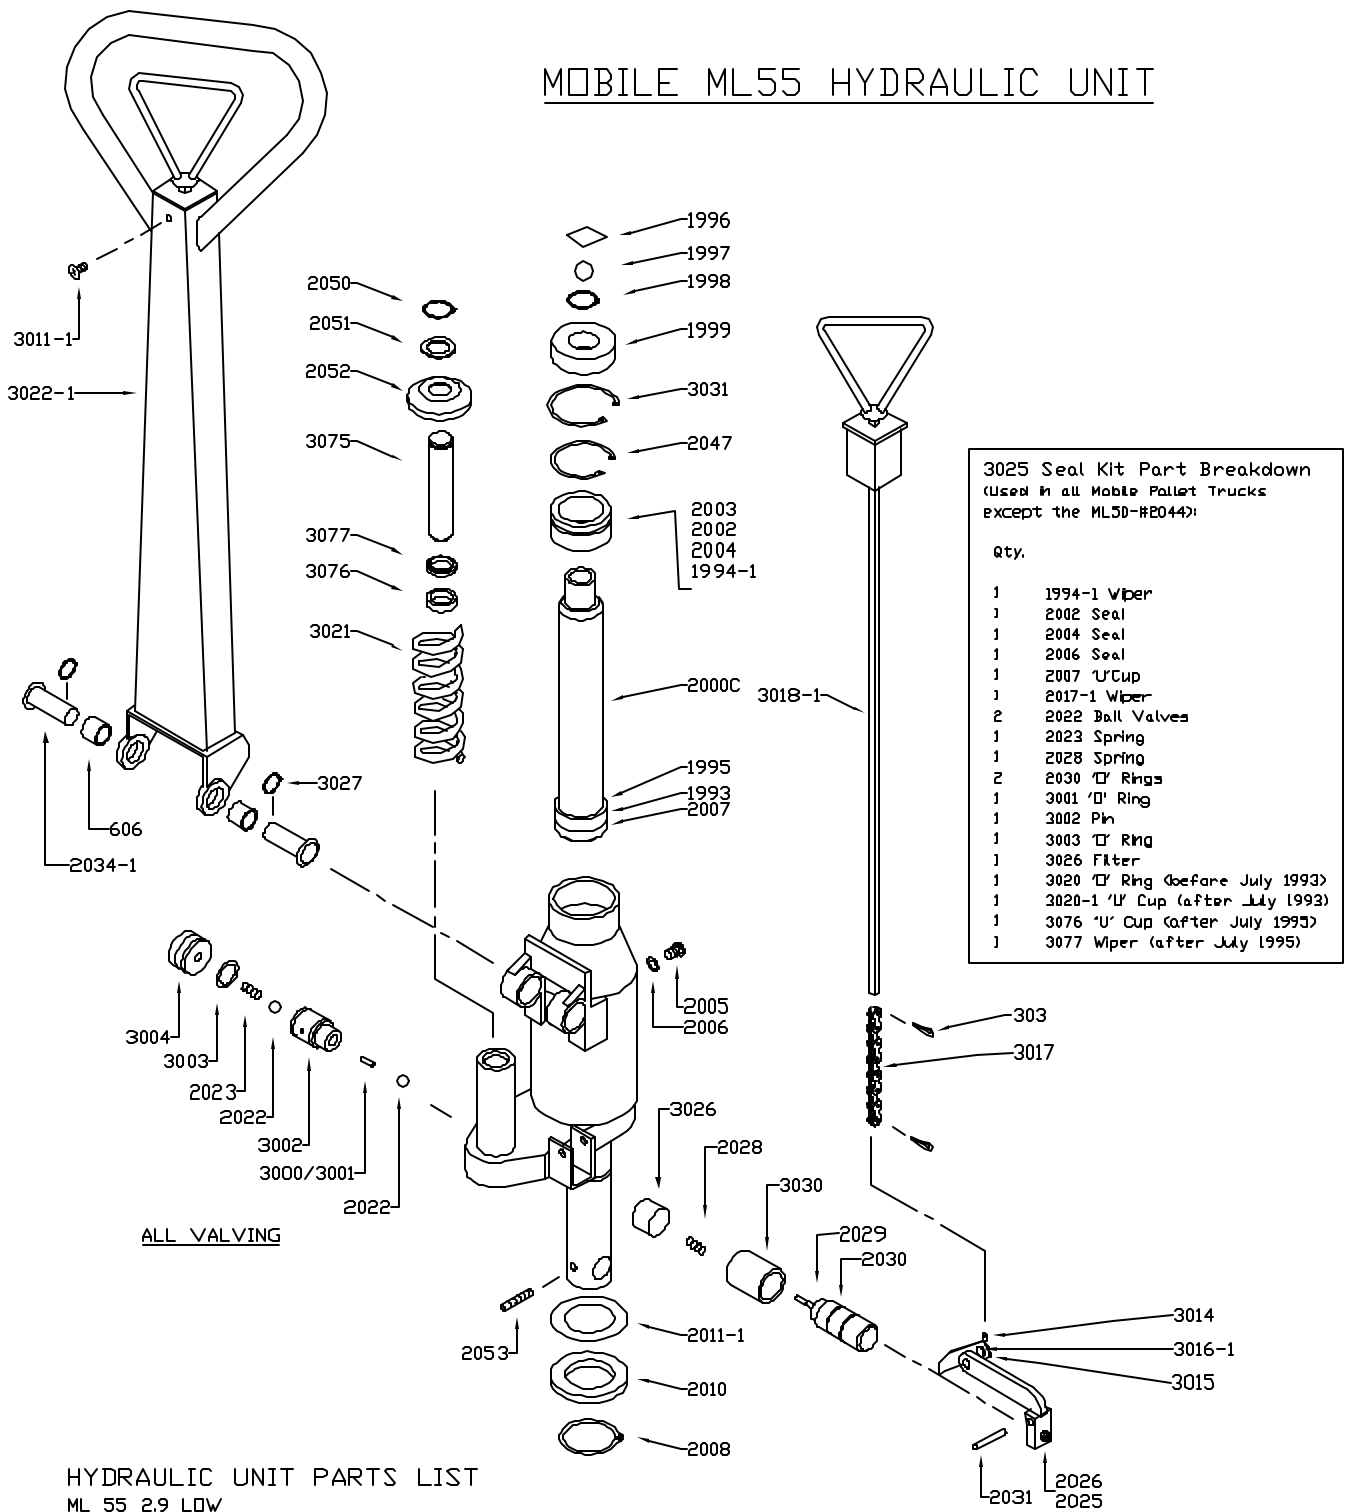 MOBILE ML55 HYDRAULIC UNIT
1996
1997
1998
1999
3031
2047
2003
2002
2004
1994-1
2000C
1995
1993
2007
2050
2051
2052
3075
3077
3076
3021
3011-1
3022-1
3027
606
2034-1
3018-1
3025 Seal Kit Part Breakdown
(Used in all Mobile Pallet Trucks
except the ML5D-#2044):
Qty.
1 1994-1 Wiper
1 2002 Seal
1 2004 Seal
1 2006 Seal
1 2007 'U'Cup
1 2017-1 Wiper
2 2022 Ball Valves
1 2023 Spring
1 2028 Spring
2 2030 'O' Rings
1 3001 'O' Ring
1 3002 Pin
1 3003 'O' Ring
1 3026 Filter
1 3020 'O' Ring (before July 1993)
1 3020-1 'U' Cup (after July 1993)
1 3076 'U' Cup (after July 1995)
1 3077 Wiper (after July 1995)
2005
2006
3004
3003
2023
2022
3002
3000/3001
2022
ALL VALVING
303
3017
3026
2028
3030
2029
2030
2053
2011-1
2010
2008
3014
3016-1
3015
2031
2026
2025
HYDRAULIC UNIT PARTS LIST
ML 55 2.9 LOW